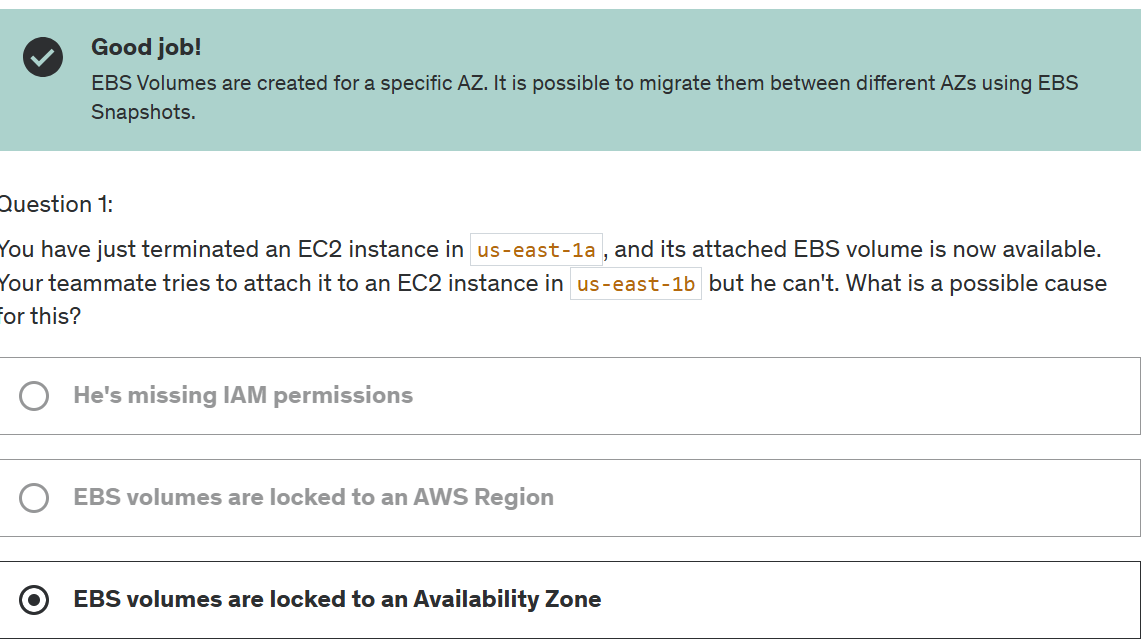 Good job!
EBS Volumes are created for a specific AZ. It is possible to migrate them between different AZs using EBS
Snapshots.
Question 1:
You have just terminated an EC2 instance in us-east-1a, and its attached EBS volume is now available.
Your teammate tries to attach it to an EC2 instance in us-east-1b but he can't. What is a possible cause
for this?
He's missing IAM permissions
EBS volumes are locked to an AWS Region
EBS volumes are locked to an Availability Zone